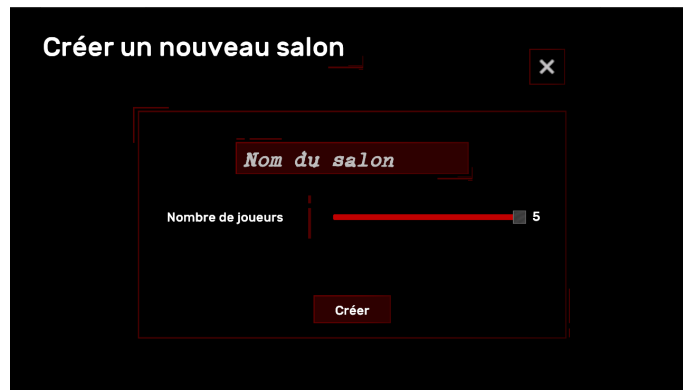 Créer un nouveau salon
Nom du salon
Nombre de joueurs
5
Créer